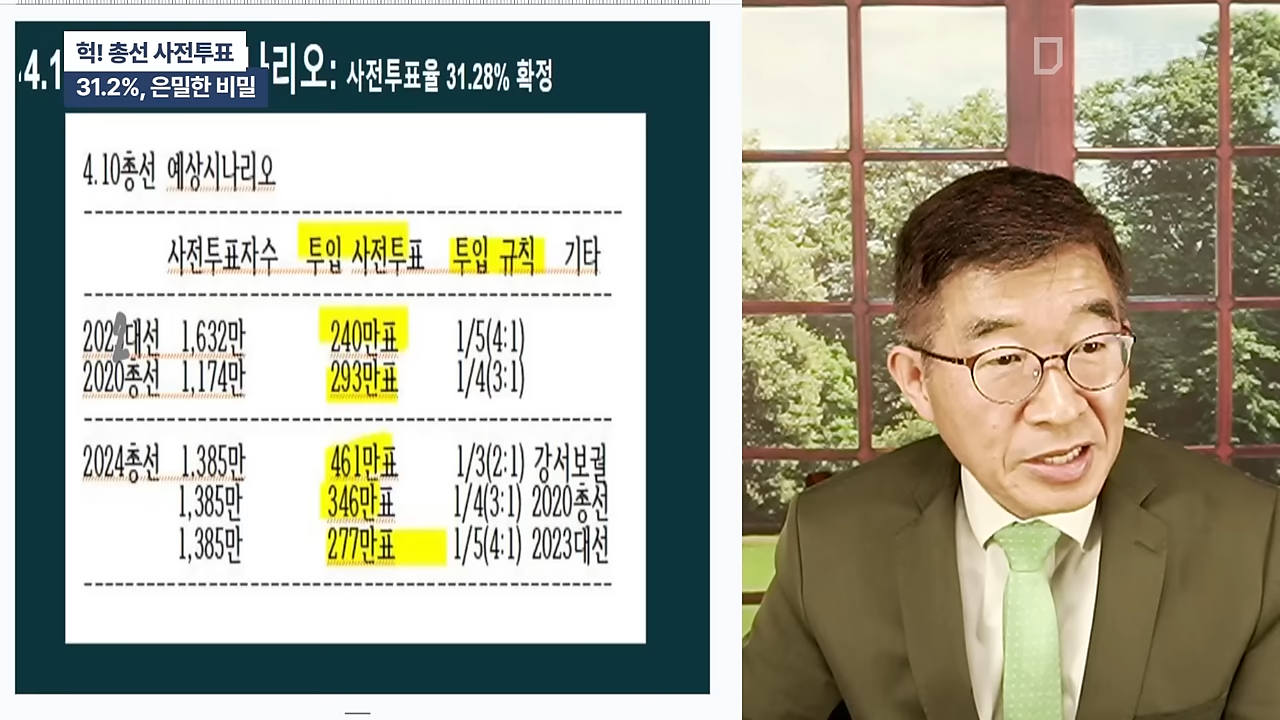 헉! 총선 사전투표
31.2%, 은밀한 비밀
4.1 나리오: 사전투표율 31.28% 확정
4.10총선 예상시나리오
사전투표자수 투입 사전투표 투입 규칙 기타
2022대선 1,632만 240만표 1/5(4:1)
2020총선 1,174만 293만표 1/4(3:1)
2024총선 1,385만 461만표 1/3(2:1) 강서보궐
1,385만 346만표 1/4(3:1) 2020총선
1,385만 277만표 1/5(4:1) 2023대선